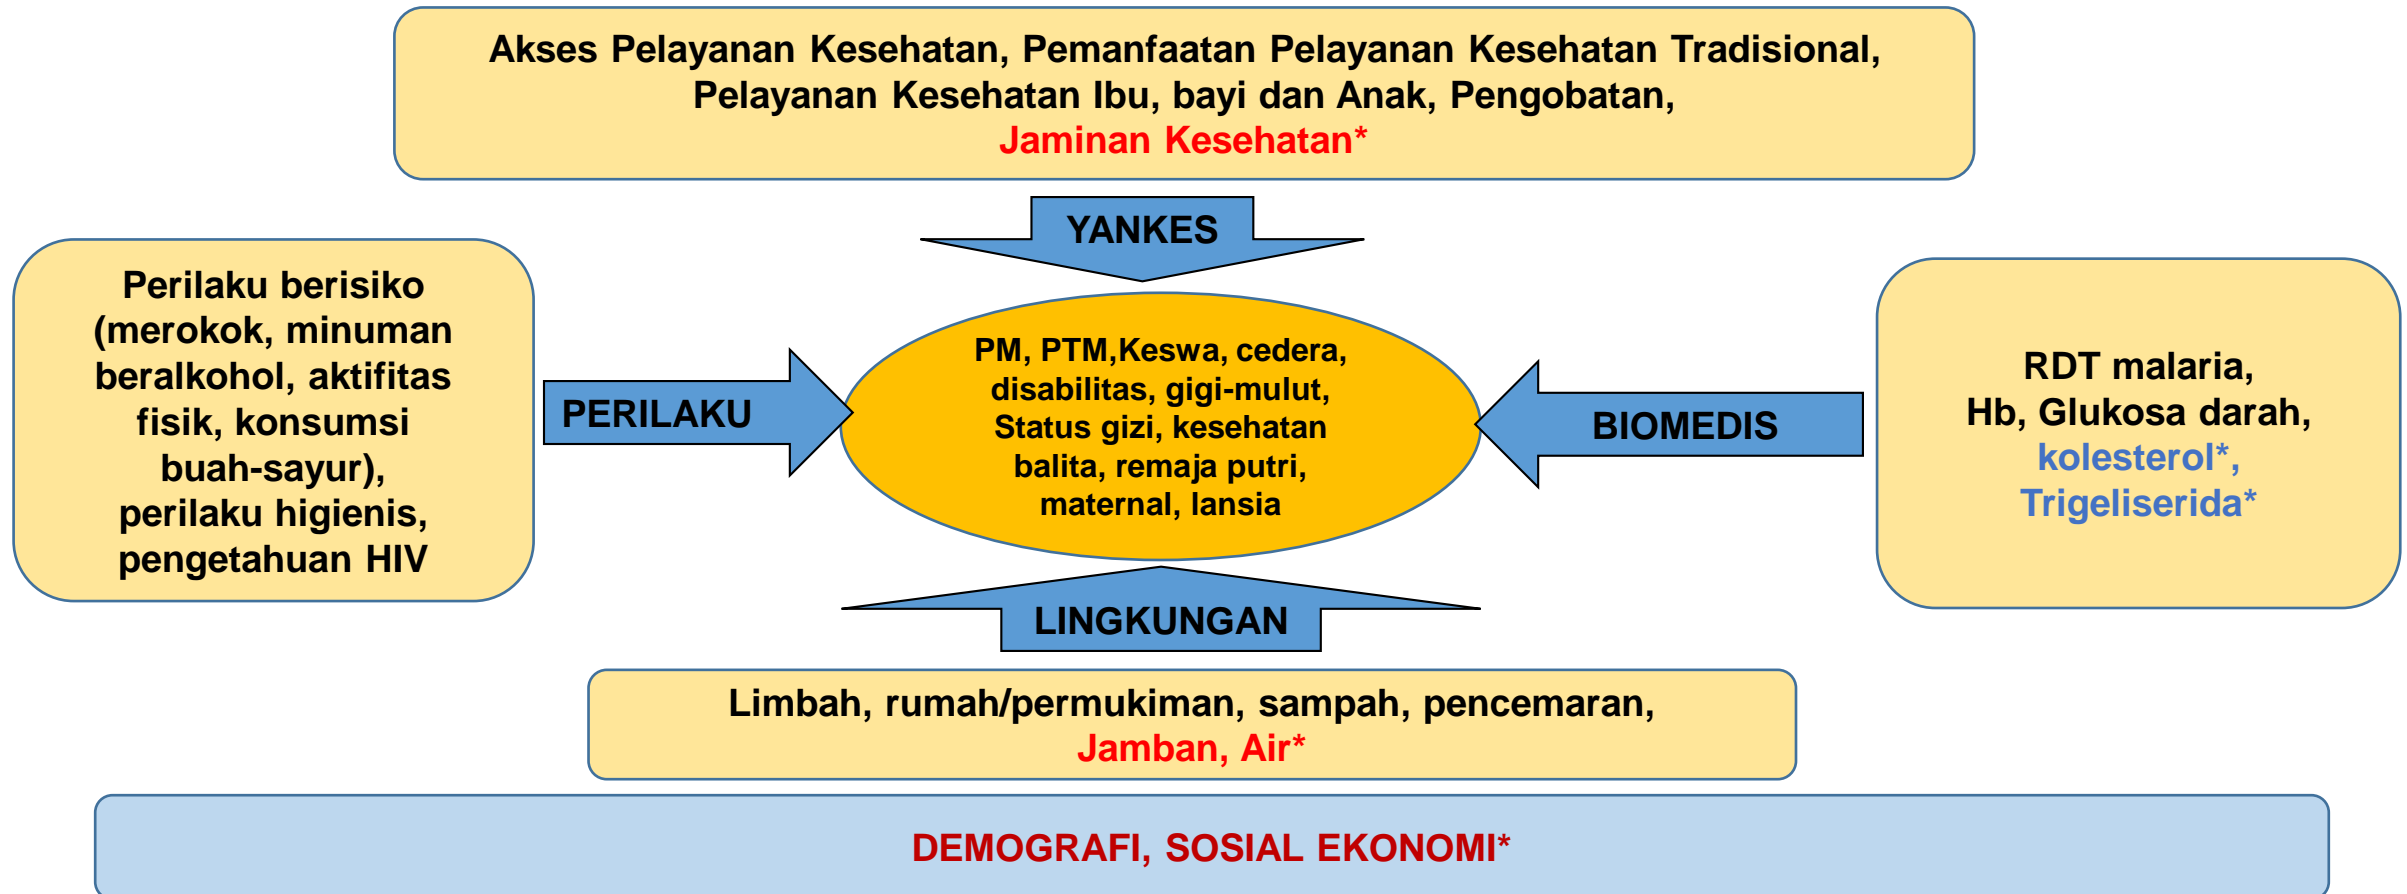 Akses Pelayanan Kesehatan, Pemanfaatan Pelayanan Kesehatan Tradisional,
Pelayanan Kesehatan Ibu, bayi dan Anak, Pengobatan,
Jaminan Kesehatan*
YANKES
Perilaku berisiko
(merokok, minuman
beralkohol, aktifitas
fisik, konsumsi
buah-sayur),
perilaku higienis,
pengetahuan HIV
PERILAKU
PM, PTM,Keswa, cedera,
disabilitas, gigi-mulut,
Status gizi, kesehatan
balita, remaja putri,
maternal, lansia
BIOMEDIS
RDT malaria,
Hb, Glukosa darah,
kolesterol*,
Trigeliserida*
LINGKUNGAN
Limbah, rumah/permukiman, sampah, pencemaran,
Jamban, Air*
DEMOGRAFI, SOSIAL EKONOMI*